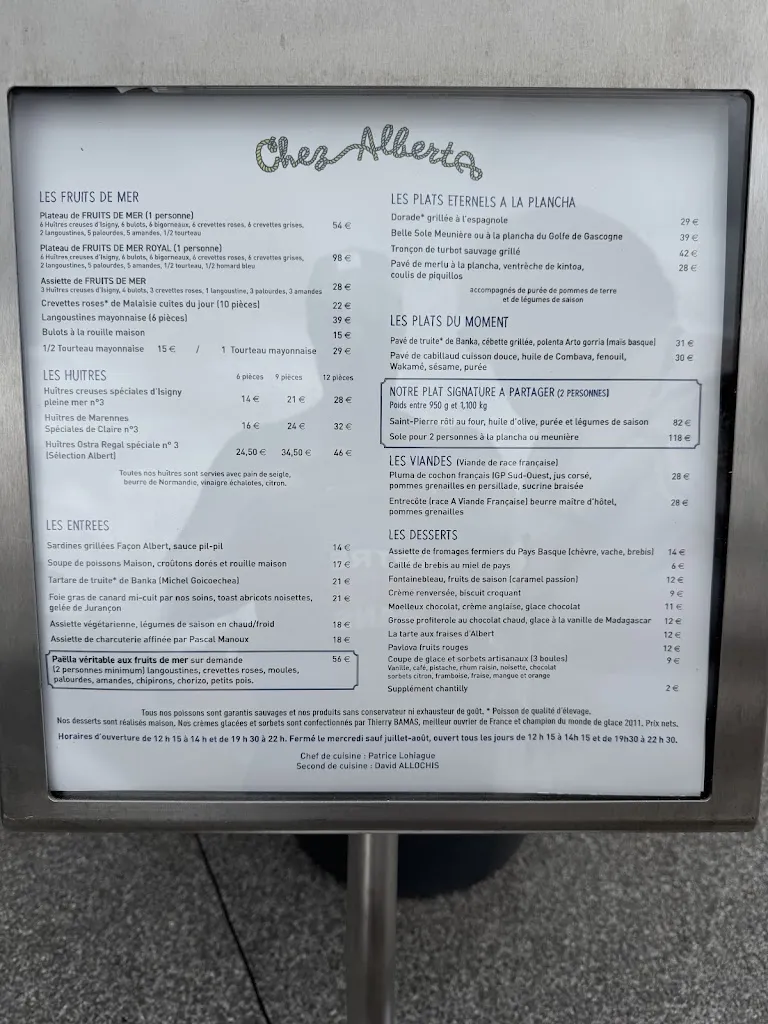 Chez Albert
LES FRUITS DE MER
Plateau de FRUITS DE MER (1 personne)
6 Huîtres creuses d'Isigny, 6 bulots, 6 bigorneaux, 6 crevettes roses, 6 crevettes grises, 54 €
2 langoustines, 5 palourdes, 5 amandes, 1/2 tourteau
Plateau de FRUITS DE MER ROYAL (1 personne)
6 Huîtres creuses d'Isigny, 6 bulots, 6 bigorneaux, 6 crevettes roses, 6 crevettes grises, 98 €
2 langoustines, 5 palourdes, 5 amandes, 1/2 tourteau, 1/2 homard bleu
Assiette de FRUITS DE MER 28 €
3 Huîtres creuses d'Isigny, 4 bulots, 3 crevettes roses, 1 langoustine, 3 palourdes, 3 amandes
Crevettes roses* de Malaisie cuites du jour (10 pièces) 22 €
Langoustines mayonnaise (6 pièces) 39 €
Bulots à la rouille maison 15 €
1/2 Tourteau mayonnaise 15 € / 1 Tourteau mayonnaise 29 €
LES HUITRES 6 pièces 9 pièces 12 pièces
Huîtres creuses spéciales d'Isigny
pleine mer n°3 14 € 21 € 28 €
Huîtres de Marennes
Spéciales de Claire n°3 16 € 24 € 32 €
Huîtres Ostra Regal spéciale n° 3
(Sélection Albert) 24,50 € 34,50 € 46 €
Toutes nos huîtres sont servies avec pain de seigle,
beurre de Normandie, vinaigre échalotes, citron.
LES ENTREES
Sardines grillées Façon Albert, sauce pil-pil 14 €
Soupe de poissons Maison, croûtons dorés et rouille maison 17 €
Tartare de truite* de Banka (Michel Goicoechea) 21 €
Foie gras de canard mi-cuit par nos soins, toast abricots noisettes, 21 €
gelée de Jurançon
Assiette végétarienne, légumes de saison en chaud/froid 18 €
Assiette de charcuterie affinée par Pascal Manoux 18 €
Paëlla véritable aux fruits de mer sur demande 56 €
(2 personnes minimum) langoustines, crevettes roses, moules,
palourdes, amandes, chipirons, chorizo, petits pois.
LES PLATS ETERNELS A LA PLANCHA
Dorade* grillée à l'espagnole 29 €
Belle Sole Meunière ou à la plancha du Golfe de Gascogne 39 €
Tronçon de turbot sauvage grillé 42 €
Pavé de merlu à la plancha, ventrèche de kintoa, 28 €
coulis de piquillos
accompagnés de purée de pommes de terre
et de légumes de saison
LES PLATS DU MOMENT
Pavé de truite* de Banka, cébette grillée, polenta Arto gorria (maïs basque) 31 €
Pavé de cabillaud cuisson douce, huile de Combava, fenouil, 30 €
Wakamé, sésame, purée
NOTRE PLAT SIGNATURE A PARTAGER (2 PERSONNES)
Poids entre 950 g et 1,100 kg
Saint-Pierre rôti au four, huile d'olive, purée et légumes de saison 82 €
Sole pour 2 personnes à la plancha ou meunière 118 €
LES VIANDES (Viande de race française)
Pluma de cochon français IGP Sud-Ouest, jus corsé, 28 €
pommes grenailles en persillade, sucrine braisée
Entrecôte (race A Viande Française) beurre maître d'hôtel, 28 €
pommes grenailles
LES DESSERTS
Assiette de fromages fermiers du Pays Basque (chèvre, vache, brebis) 14 €
Caillé de brebis au miel de pays 6 €
Fontainebleau, fruits de saison (caramel passion) 12 €
Crème renversée, biscuit croquant 9 €
Moelleux chocolat, crème anglaise, glace chocolat 11 €
Grosse profiterole au chocolat chaud, glace à la vanille de Madagascar 12 €
La tarte aux fraises d'Albert 12 €
Pavlova fruits rouges 12 €
Coupe de glace et sorbets artisanaux (3 boules) 9 €
Vanille, café, pistache, rhum raisin, noisette, chocolat
sorbets citron, framboise, fraise, mangue et orange
Supplément chantilly 2 €
Tous nos poissons sont garantis sauvages et nos produits sans conservateur ni exhausteur de goût. * Poisson de qualité d'élevage.
Nos desserts sont réalisés maison. Nos crèmes glacées et sorbets sont confectionnés par Thierry BAMAS, meilleur ouvrier de France et champion du monde de glace 2011. Prix nets.
Horaires d'ouverture de 12 h 15 à 14 h et de 19 h 30 à 22 h. Fermé le mercredi sauf juillet-août, ouvert tous les jours de 12 h 15 à 14h 15 et de 19h30 à 22 h 30.
Chef de cuisine : Patrice Lohiague
Second de cuisine : David ALLOCHIS